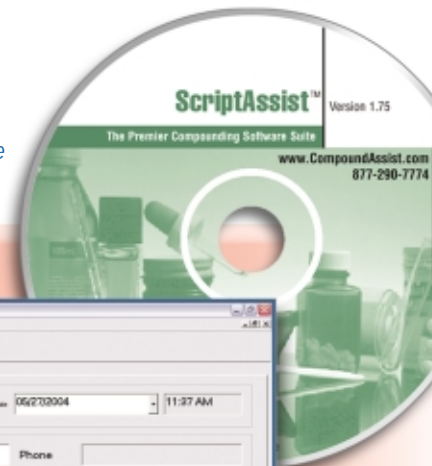 ScriptAssist™ Version 1.75
The Premier Compounding Software Suite
www.CompoundAssist.com
877-290-7774
05/27/2004 11:37 AM
Phone